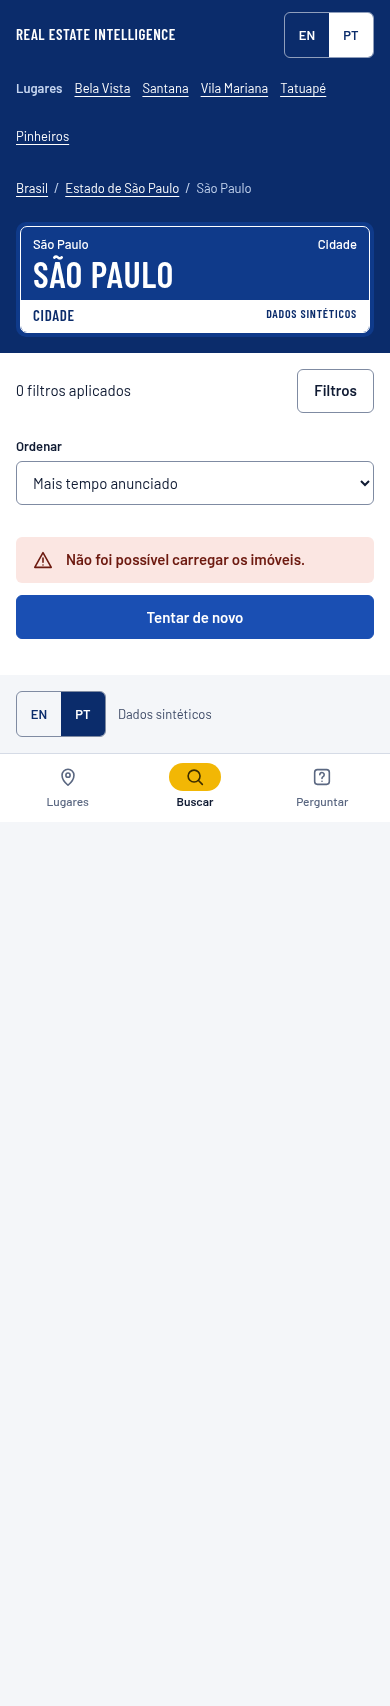 REAL ESTATE INTELLIGENCE
EN PT
Lugares Bela Vista Santana Vila Mariana Tatuapé
Pinheiros
Brasil / Estado de São Paulo / São Paulo
São Paulo Cidade
SÃO PAULO
CIDADE DADOS SINTÉTICOS
0 filtros aplicados Filtros
Ordenar
Mais tempo anunciado
Não foi possível carregar os imóveis.
Tentar de novo
EN PT Dados sintéticos
Lugares Buscar Perguntar